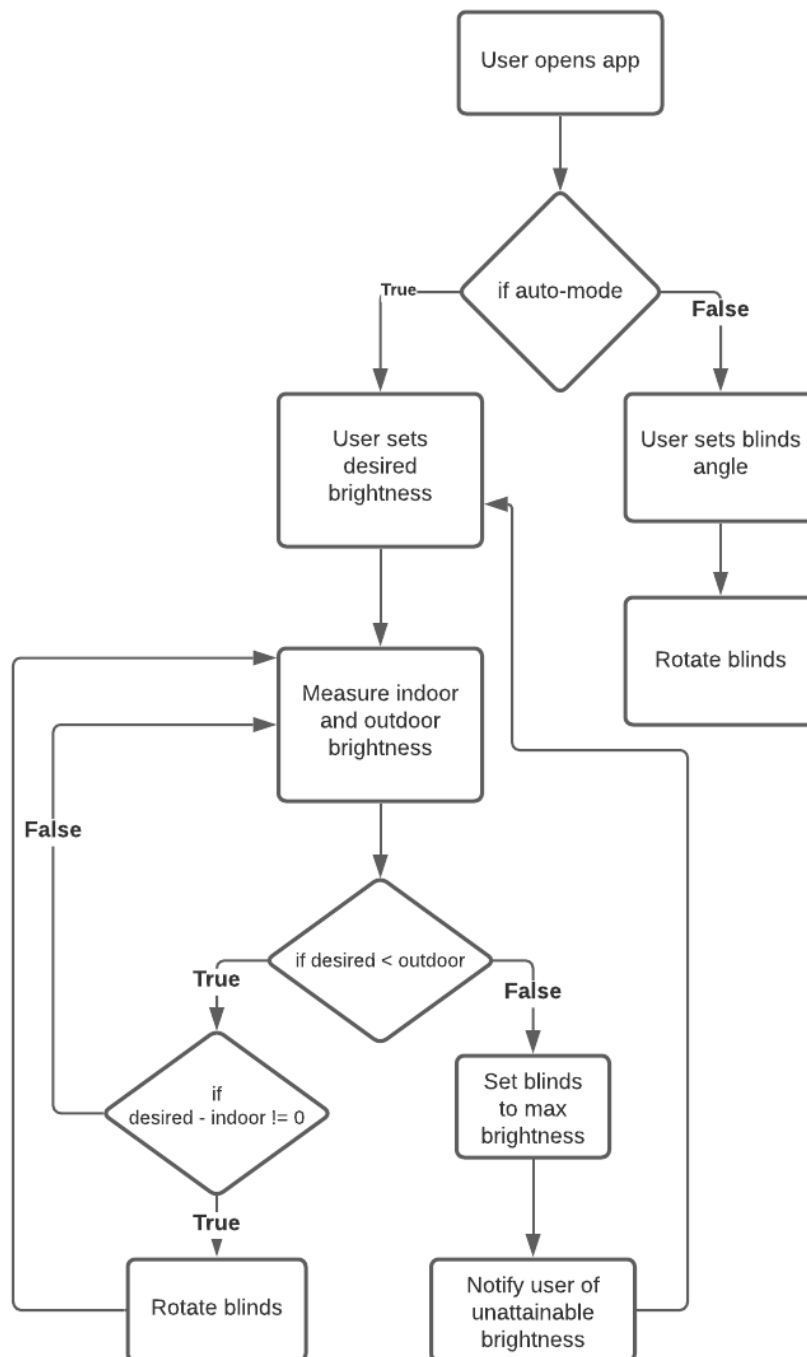 User opens app
if auto-mode
True
False
User sets
desired
brightness
User sets blinds
angle
Rotate blinds
Measure indoor
and outdoor
brightness
False
if desired < outdoor
True
False
if
desired - indoor != 0
Set blinds
to max
brightness
True
Rotate blinds
Notify user of
unattainable
brightness